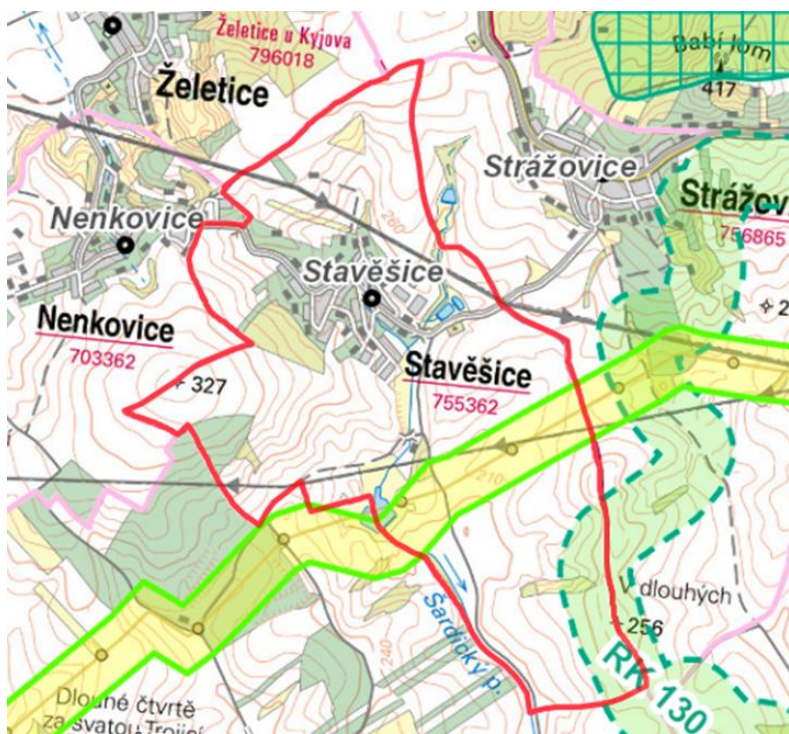 Želetice u Kyjova
796018
Babí lom
417
Želetice
Strážovice
Strážov
756865
Nenkovice
260
Stavěšice
Nenkovice
703362
327
Stavěšice
755362
210
V dlouhých
256
Šardický p.
240
RK 130
Dlouhé čtvrtě
za svatou Trojicí